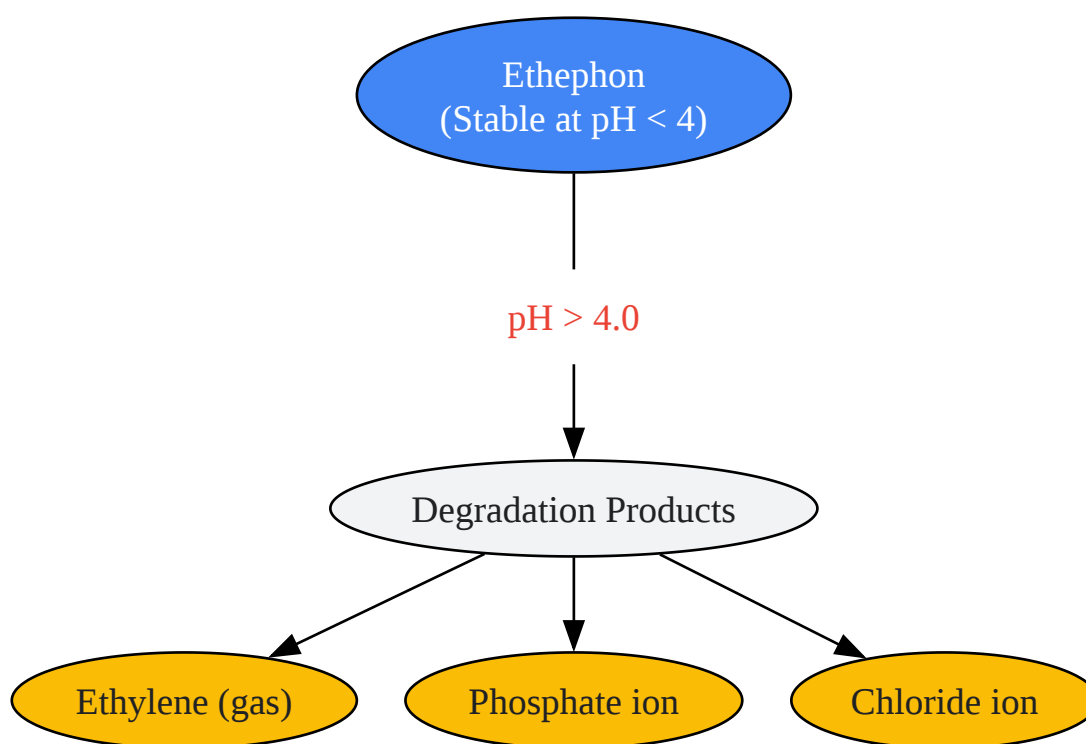 Ethephon
(Stable at pH < 4)
pH > 4.0
Degradation Products
Ethylene (gas)
Phosphate ion
Chloride ion